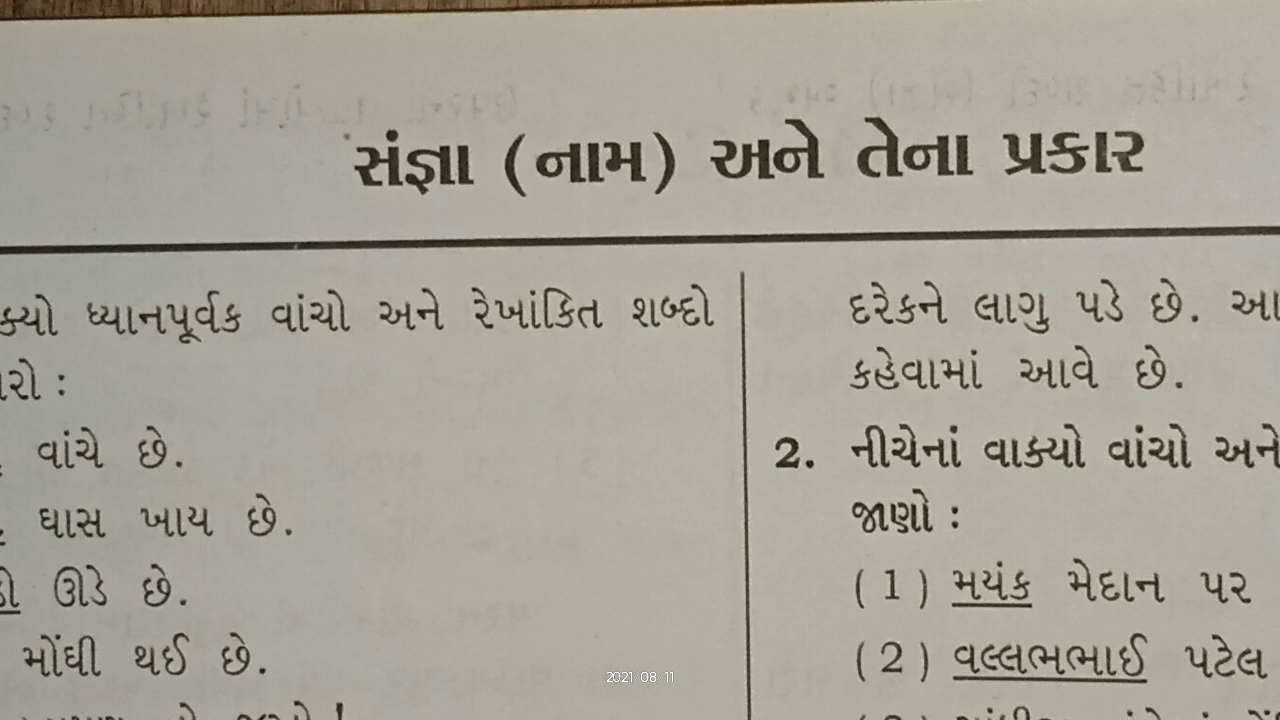 સંજ્ઞા (નામ) અને તેના પ્રકાર
ધ્યાનપૂર્વક વાંચો અને રેખાંકિત શબ્દો
વાંચે છે.
ઘાસ ખાય છે.
ઊડે છે.
મોંઘી થઈ છે.
દરેકને લાગુ પડે છે. આ
કહેવામાં આવે છે.
2. નીચેનાં વાક્યો વાંચો અને
જાણો :
(1) મયંક મેદાન પર
(2) વલ્લભભાઈ પટેલ
2021. 08. 11